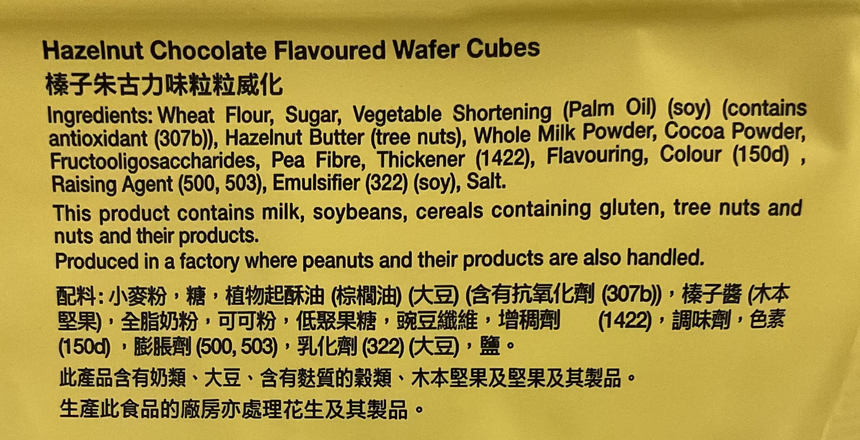 Hazelnut Chocolate Flavoured Wafer Cubes
榛子朱古力味粒粒威化
Ingredients: Wheat Flour, Sugar, Vegetable Shortening (Palm Oil) (soy) (contains
antioxidant (307b)), Hazelnut Butter (tree nuts), Whole Milk Powder, Cocoa Powder,
Fructooligosaccharides, Pea Fibre, Thickener (1422), Flavouring, Colour (150d) ,
Raising Agent (500, 503), Emulsifier (322) (soy), Salt.
This product contains milk, soybeans, cereals containing gluten, tree nuts and
nuts and their products.
Produced in a factory where peanuts and their products are also handled.
配料: 小麥粉，糖，植物起酥油 (棕櫚油) (大豆) (含有抗氧化劑 (307b))，榛子醬 (木本
堅果)，全脂奶粉，可可粉，低聚果糖，豌豆纖維，增稠劑 (1422)，調味劑，色素
(150d) ，膨脹劑 (500, 503)，乳化劑 (322) (大豆)，鹽。
此產品含有奶類、大豆、含有麩質的穀類、木本堅果及堅果及其製品。
生產此食品的廠房亦處理花生及其製品。